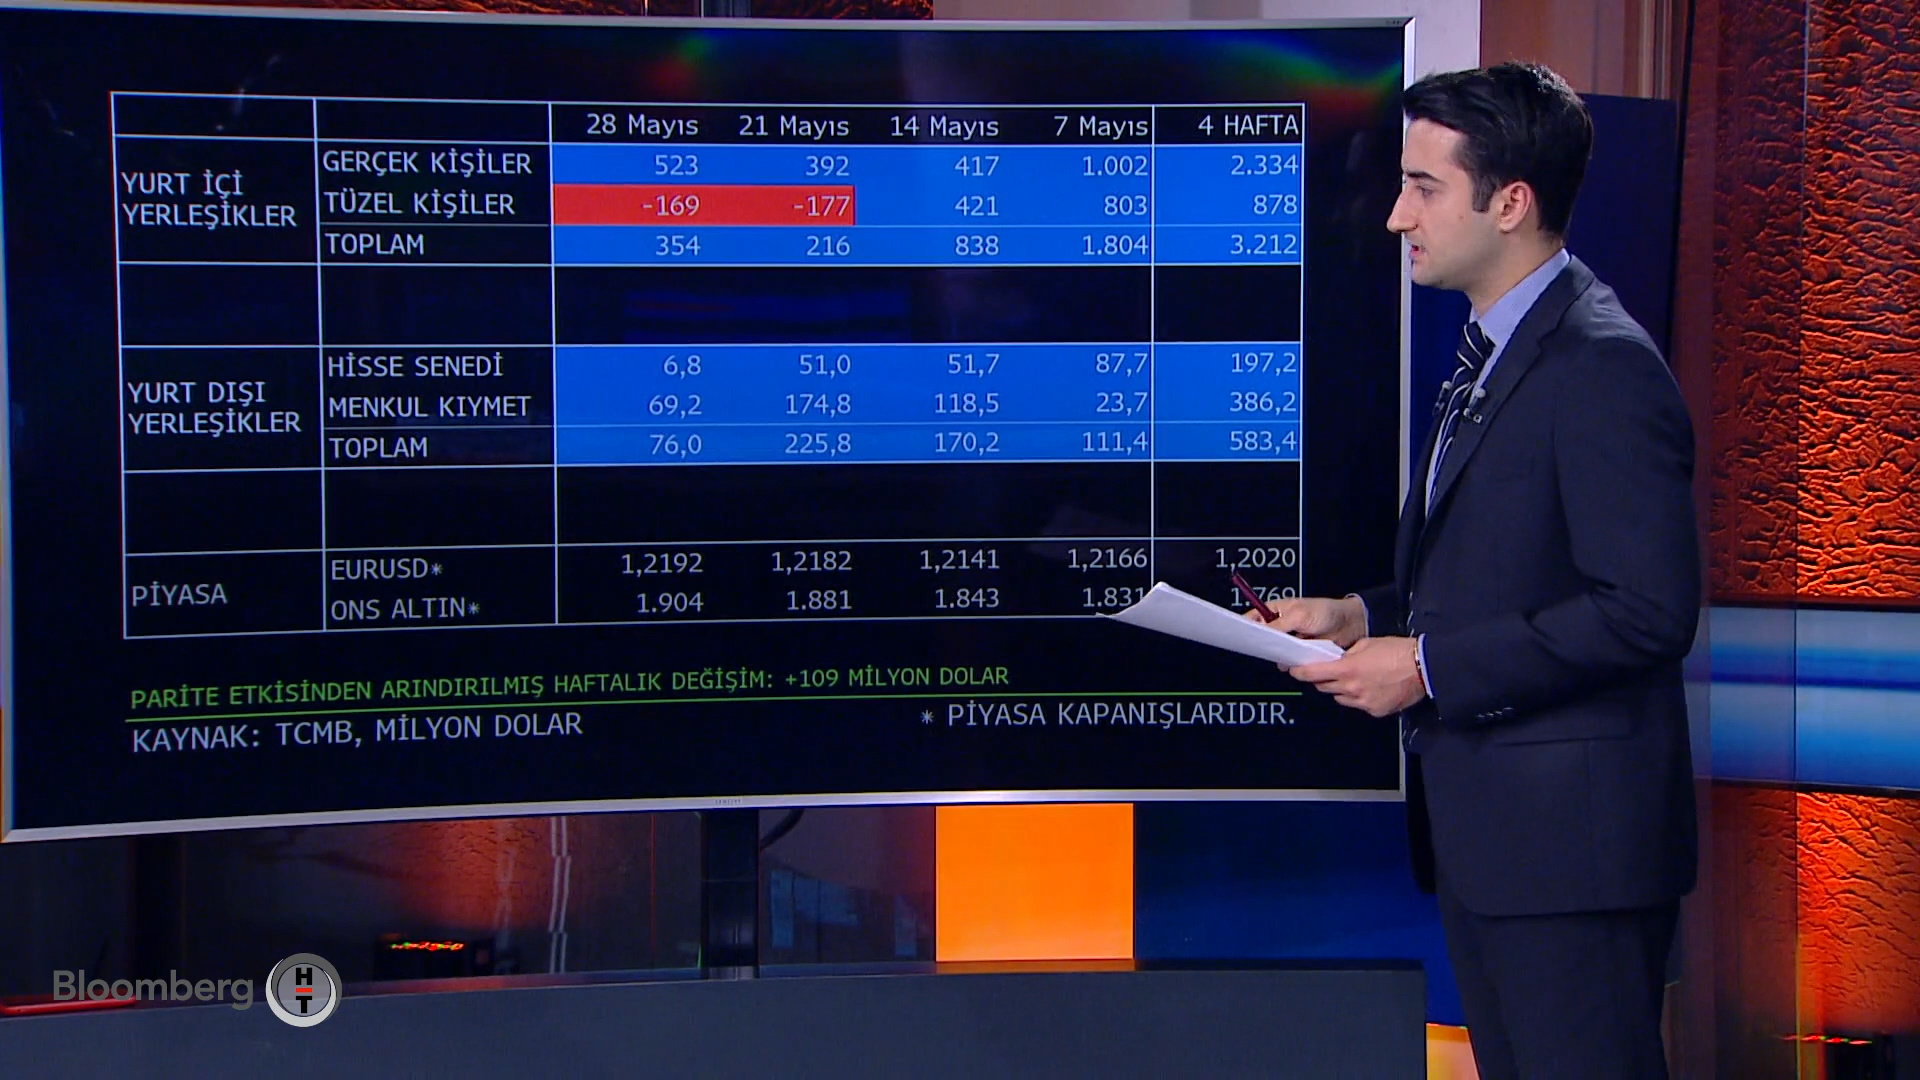 28 Mayıs 21 Mayıs 14 Mayıs 7 Mayıs 4 HAFTA
YURT İÇİ YERLEŞİKLER
GERÇEK KİŞİLER 523 392 417 1.002 2.334
TÜZEL KİŞİLER -169 -177 421 803 878
TOPLAM 354 216 838 1.804 3.212
YURT DIŞI YERLEŞİKLER
HİSSE SENEDİ 6,8 51,0 51,7 87,7 197,2
MENKUL KIYMET 69,2 174,8 118,5 23,7 386,2
TOPLAM 76,0 225,8 170,2 111,4 583,4
PİYASA
EURUSD* 1,2192 1,2182 1,2141 1,2166 1,2020
ONS ALTIN* 1.904 1.881 1.843 1.831 1.769
PARİTE ETKİSİNDEN ARINDIRILMIŞ HAFTALIK DEĞİŞİM: +109 MİLYON DOLAR
KAYNAK: TCMB, MİLYON DOLAR
* PİYASA KAPANIŞLARIDIR.
Bloomberg HT